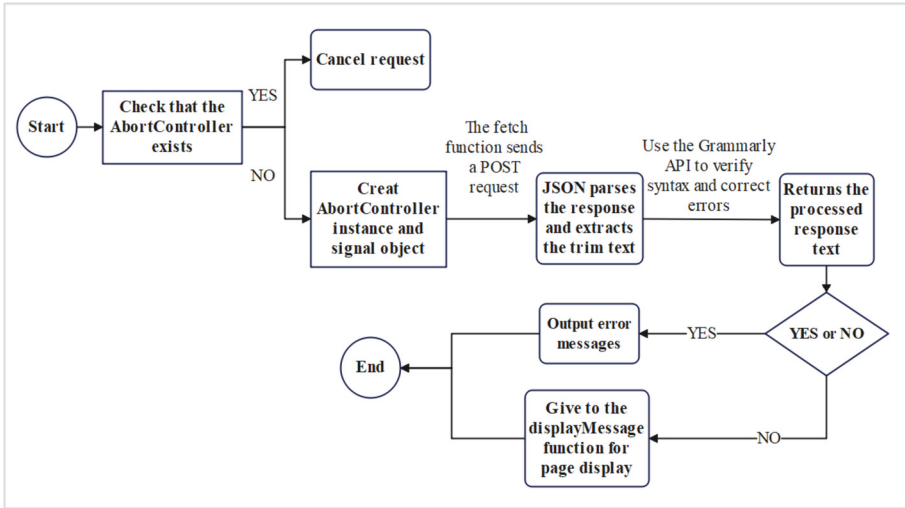 Start
Check that the
AbortController
exists
YES
Cancel request
NO
Creat
AbortController
instance and
signal object
The fetch
function sends
a POST
request
JSON parses
the response
and extracts
the trim text
Use the Grammarly
API to verify
syntax and correct
errors
Returns the
processed
response
text
YES or NO
YES
Output error
messages
NO
Give to the
displayMessage
function for
page display
End